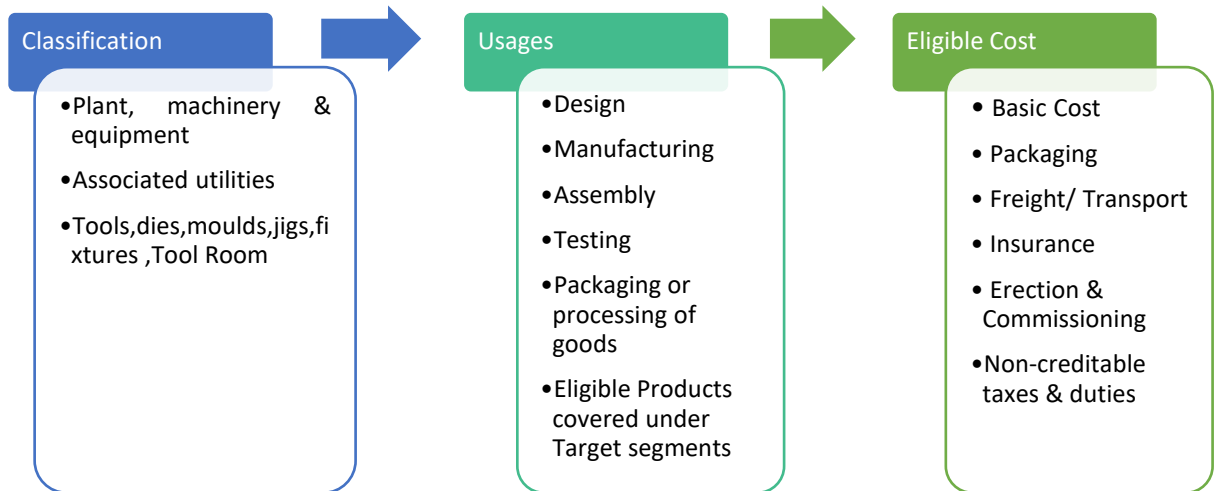 Classification
•Plant, machinery &
equipment
•Associated utilities
•Tools,dies,moulds,jigs,fi
xtures ,Tool Room
Usages
•Design
•Manufacturing
•Assembly
•Testing
•Packaging or
processing of
goods
•Eligible Products
covered under
Target segments
Eligible Cost
• Basic Cost
• Packaging
• Freight/ Transport
• Insurance
• Erection &
Commissioning
•Non-creditable
taxes & duties